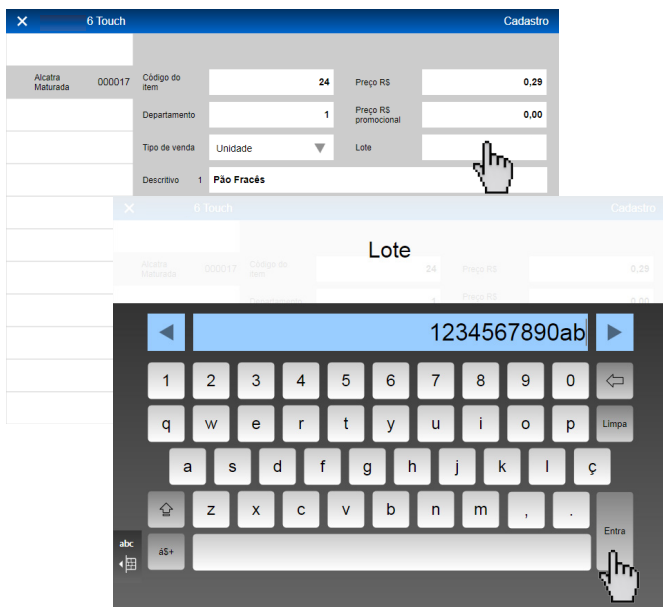 6 Touch Cadastro
Alcatra Maturada 000017 Código do item 24 Preço R$ 0,29
Departamento 1 Preço R$ promocional 0,00
Tipo de venda Unidade Lote
Descritivo 1 Pão Fracês
6 Touch Cadastro
Lote
Alcatra Maturada 000017 Código do item 24 Preço R$ 0,29
Departamento 1 Preço R$ 0,00
1234567890ab
1 2 3 4 5 6 7 8 9 0
q w e r t y u i o p Limpa
a s d f g h j k l ç
z x c v b n m , .
Entra
abc
áS+